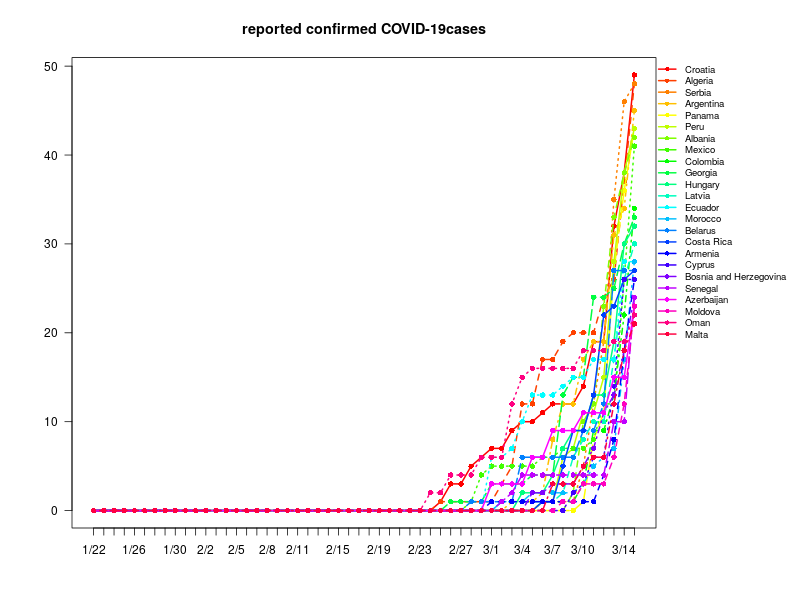 reported confirmed COVID-19cases
50
40
30
20
10
0
1/22
1/26
1/30
2/2
2/5
2/8
2/11
2/15
2/19
2/23
2/27
3/1
3/4
3/7
3/10
3/14
Croatia
Algeria
Serbia
Argentina
Panama
Peru
Albania
Mexico
Colombia
Georgia
Hungary
Latvia
Ecuador
Morocco
Belarus
Costa Rica
Armenia
Cyprus
Bosnia and Herzegovina
Senegal
Azerbaijan
Moldova
Oman
Malta